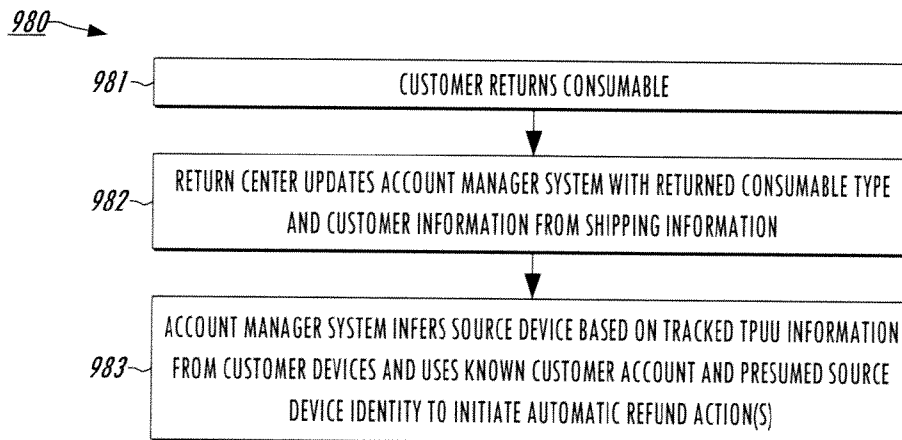 980
981
CUSTOMER RETURNS CONSUMABLE
982
RETURN CENTER UPDATES ACCOUNT MANAGER SYSTEM WITH RETURNED CONSUMABLE TYPE
AND CUSTOMER INFORMATION FROM SHIPPING INFORMATION
983
ACCOUNT MANAGER SYSTEM INFERS SOURCE DEVICE BASED ON TRACKED TPUU INFORMATION
FROM CUSTOMER DEVICES AND USES KNOWN CUSTOMER ACCOUNT AND PRESUMED SOURCE
DEVICE IDENTITY TO INITIATE AUTOMATIC REFUND ACTION(S)